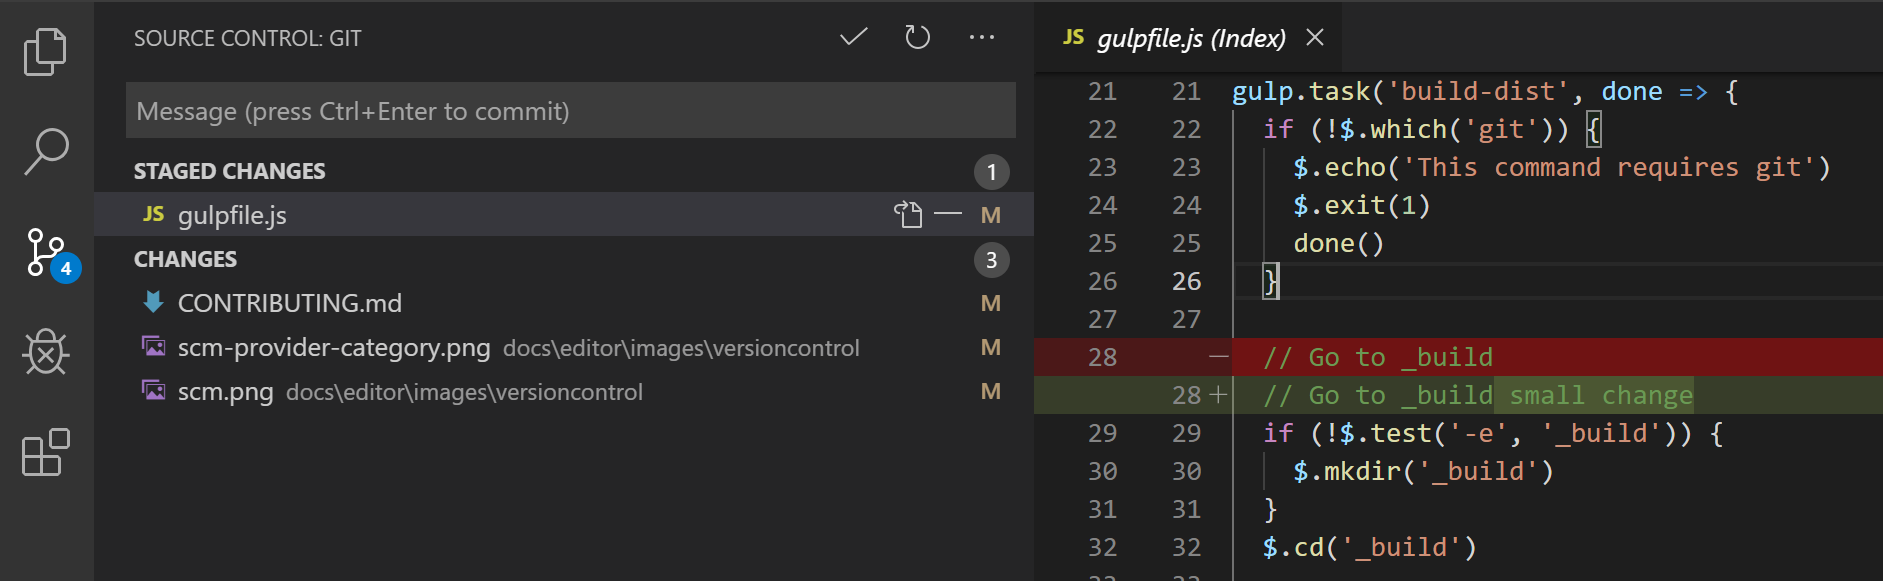 SOURCE CONTROL: GIT
Message (press Ctrl+Enter to commit)
STAGED CHANGES 1
JS gulpfile.js M
CHANGES 3
CONTRIBUTING.md M
scm-provider-category.png docs\editor\images\versioncontrol M
scm.png docs\editor\images\versioncontrol M
4
JS gulpfile.js (Index)
21 21 gulp.task('build-dist', done => {
22 22 if (!$.which('git')) {
23 23 $.echo('This command requires git')
24 24 $.exit(1)
25 25 done()
26 26 }
27 27
28 — // Go to _build
28 + // Go to _build small change
29 29 if (!$.test('-e', '_build')) {
30 30 $.mkdir('_build')
31 31 }
32 32 $.cd('_build')